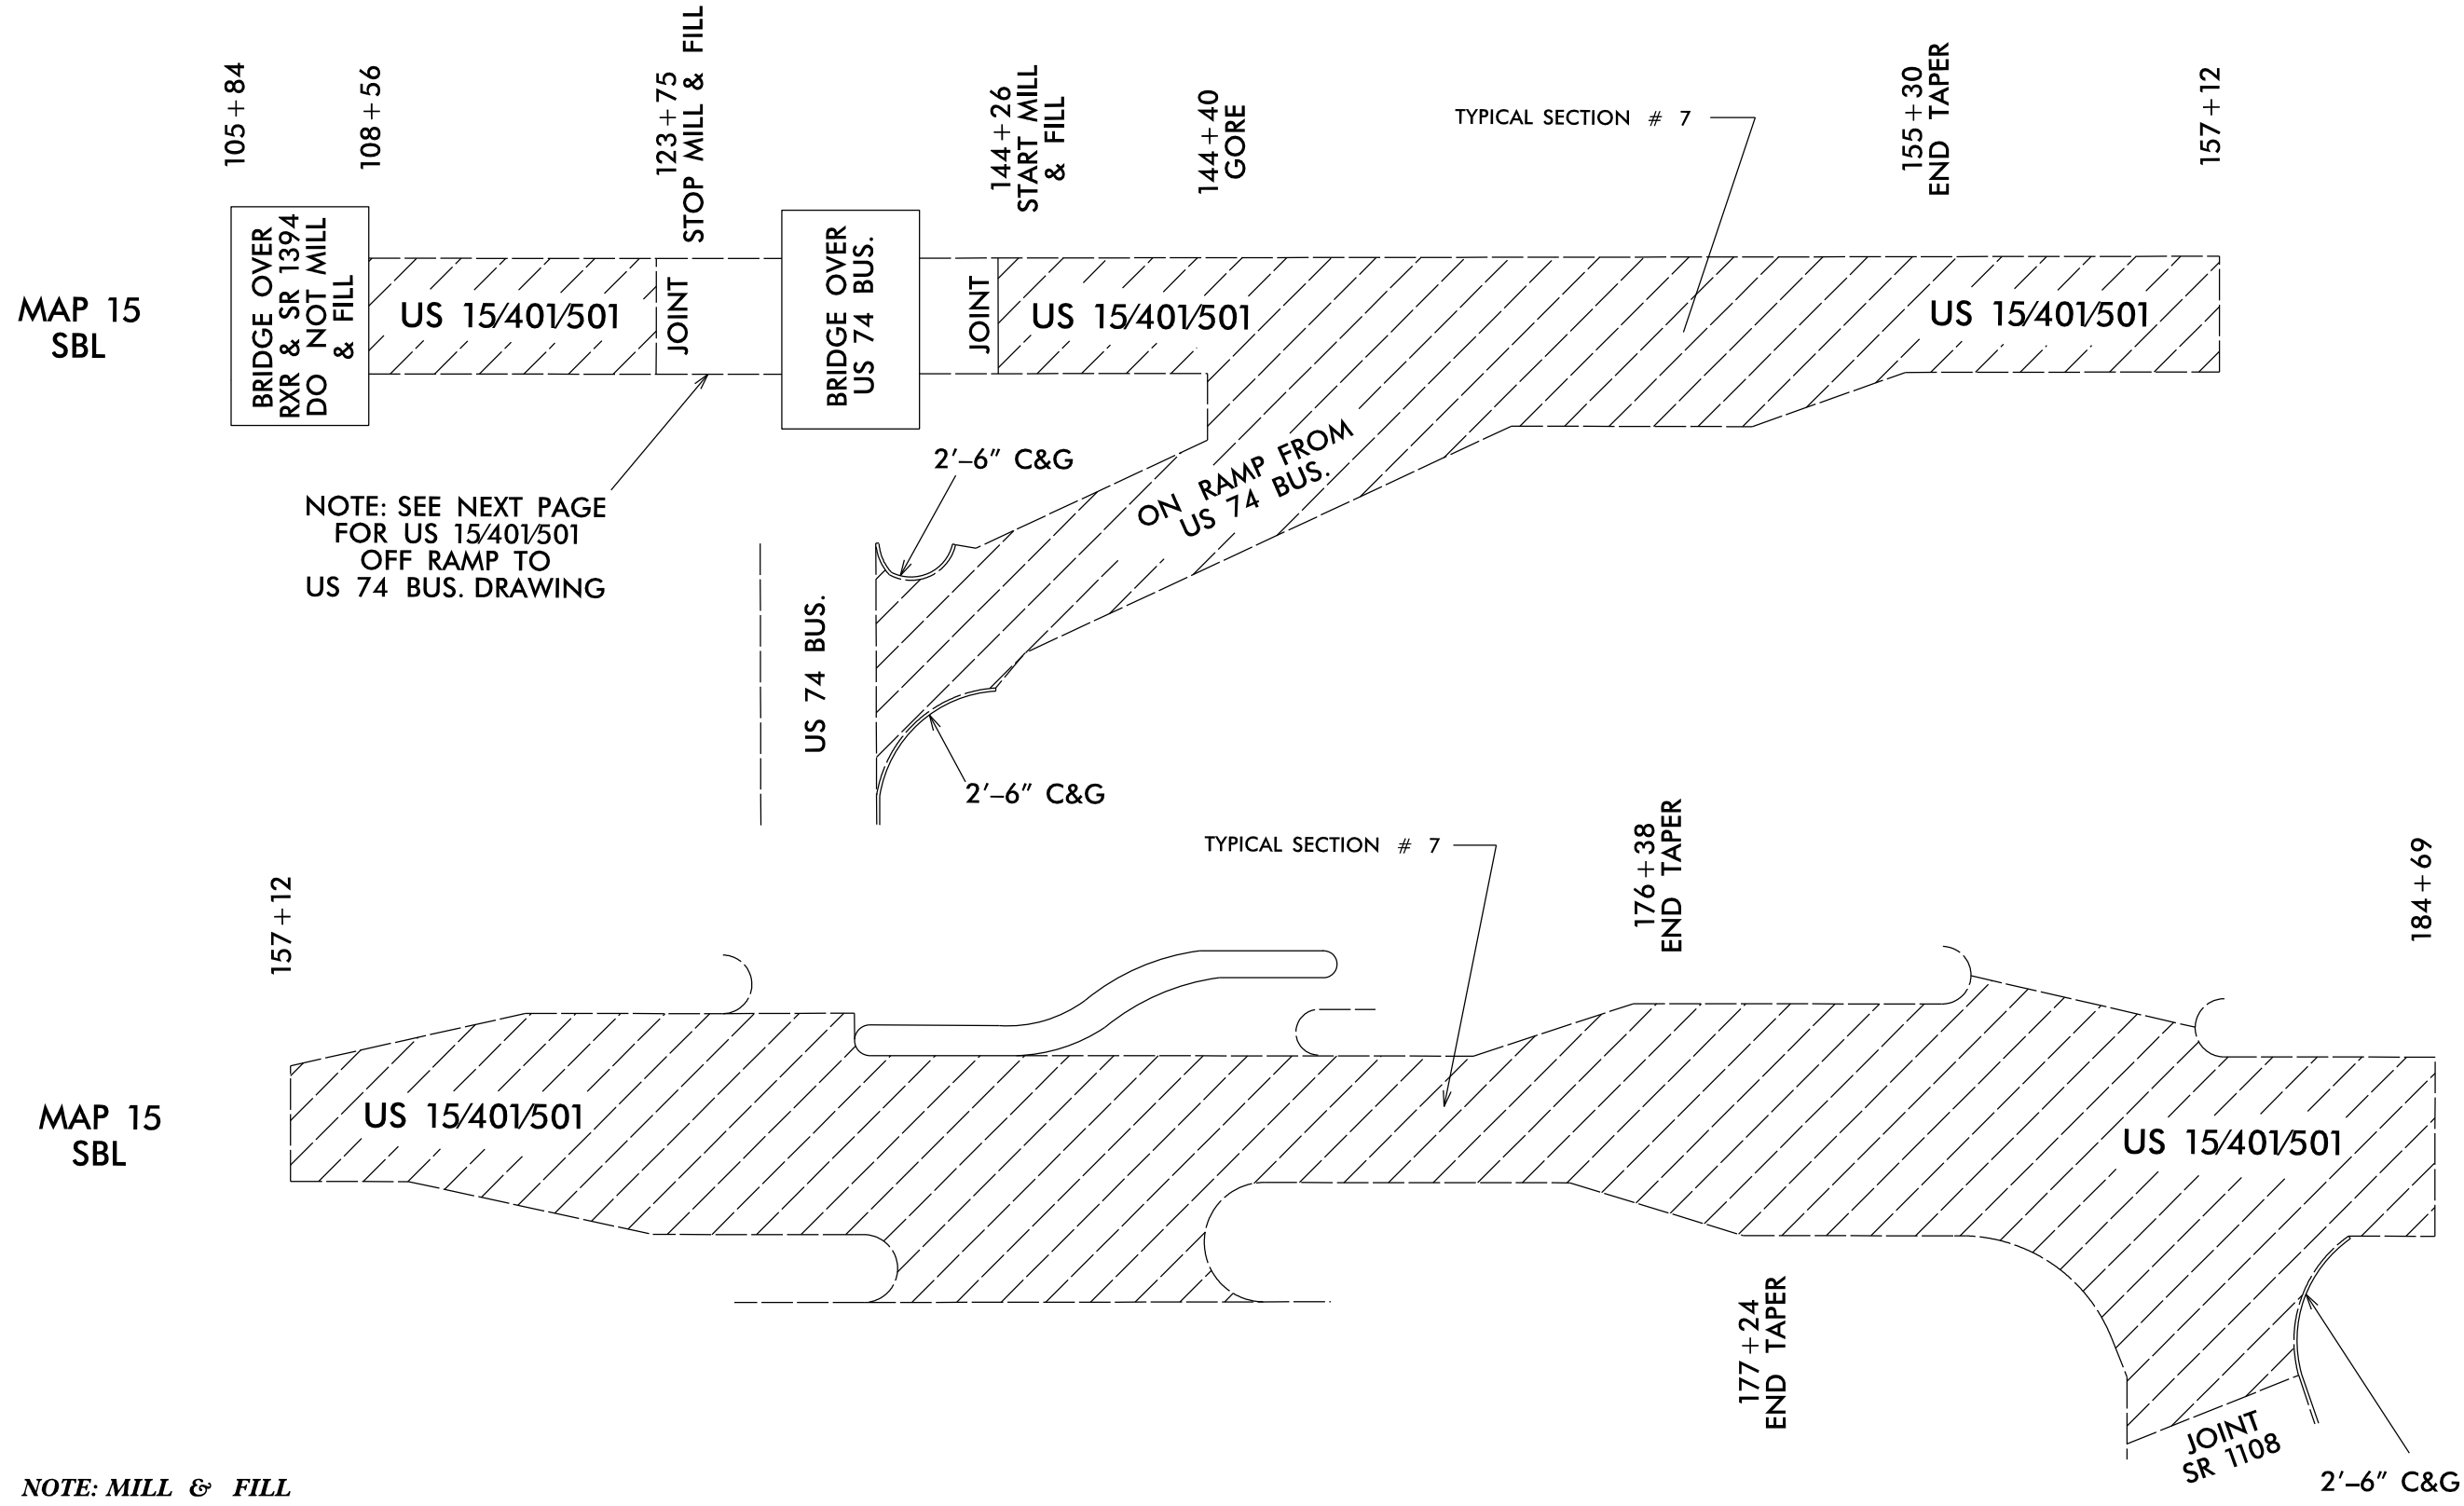 105+84
108+56
123+75
STOP MILL & FILL
144+26
START MILL
& FILL
144+40
GORE
TYPICAL SECTION # 7
155+30
END TAPER
157+12
MAP 15
SBL
BRIDGE OVER
RXR & SR 1394
DO NOT MILL
& FILL
US 15/401/501
JOINT
BRIDGE OVER
US 74 BUS.
JOINT
US 15/401/501
US 15/401/501
NOTE: SEE NEXT PAGE
FOR US 15/401/501
OFF RAMP TO
US 74 BUS. DRAWING
2'-6" C&G
ON RAMP FROM
US 74 BUS.
US 74 BUS.
2'-6" C&G
TYPICAL SECTION # 7
157+12
176+38
END TAPER
184+69
MAP 15
SBL
US 15/401/501
US 15/401/501
177+24
END TAPER
JOINT
SR 1108
2'-6" C&G
NOTE: MILL & FILL